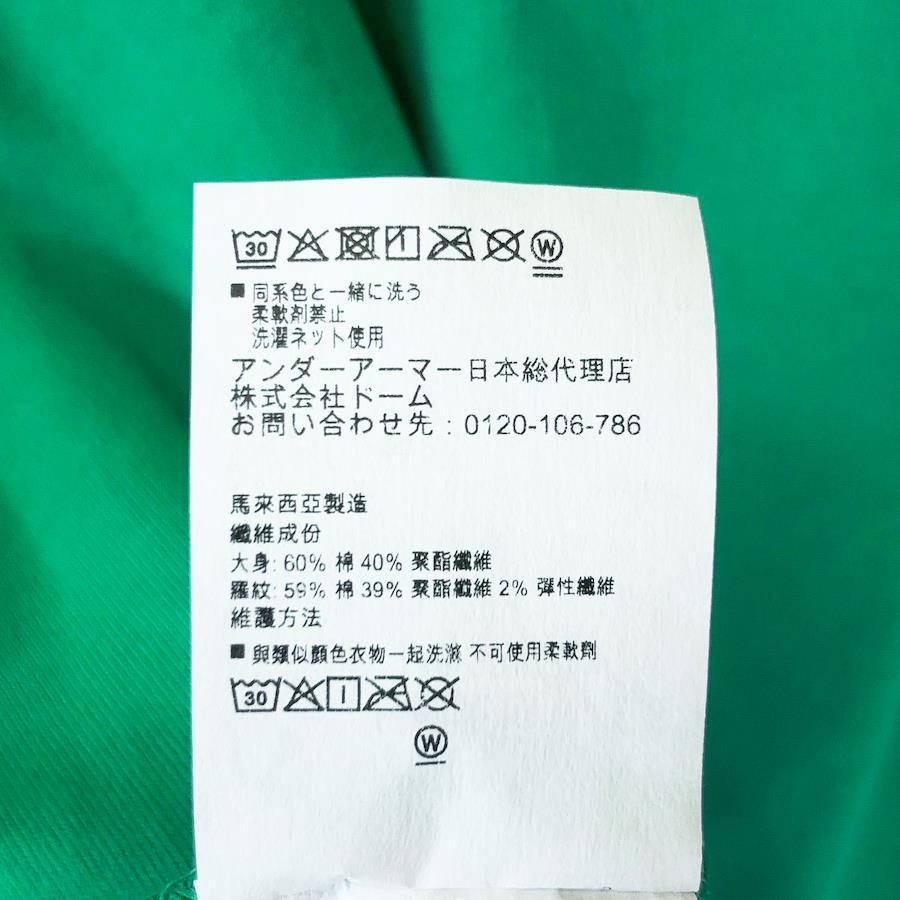 30 W
■ 同系色と一緒に洗う
柔軟剤禁止
洗濯ネット使用
アンダーアーマー日本総代理店
株式会社ドーム
お問い合わせ先 : 0120-106-786
馬來西亞製造
纖維成份
大身: 60% 棉 40% 聚酯纖維
羅紋: 59% 棉 39% 聚酯纖維 2% 彈性纖維
維護方法
■ 與類似顏色衣物一起洗滌 不可使用柔軟劑
30
W